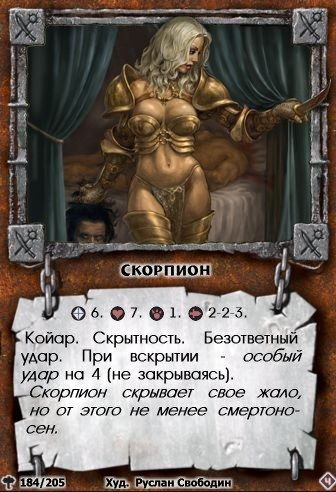 Скорпион
6. 7. 1. 2-2-3.
Койар. Скрытность. Безответный
удар. При вскрытии - особый
удар на 4 (не закрываясь).
Скорпион скрывает свое жало,
но от этого не менее смертоно-
сен.
184/205 Худ. Руслан Свободин